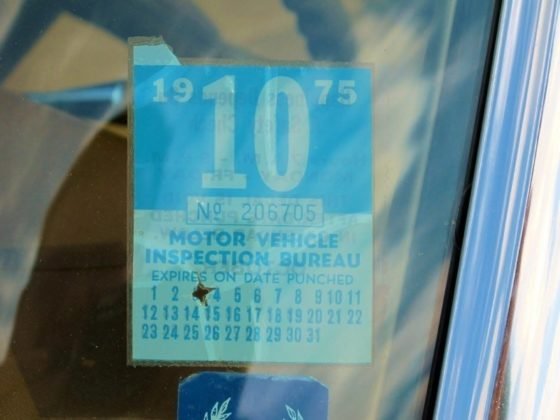 19 10 75
Nº 206705
MOTOR VEHICLE
INSPECTION BUREAU
EXPIRES ON DATE PUNCHED
1 2 4 5 6 7 8 9 10 11
12 13 14 15 16 17 18 19 20 21 22
23 24 25 26 27 28 29 30 31